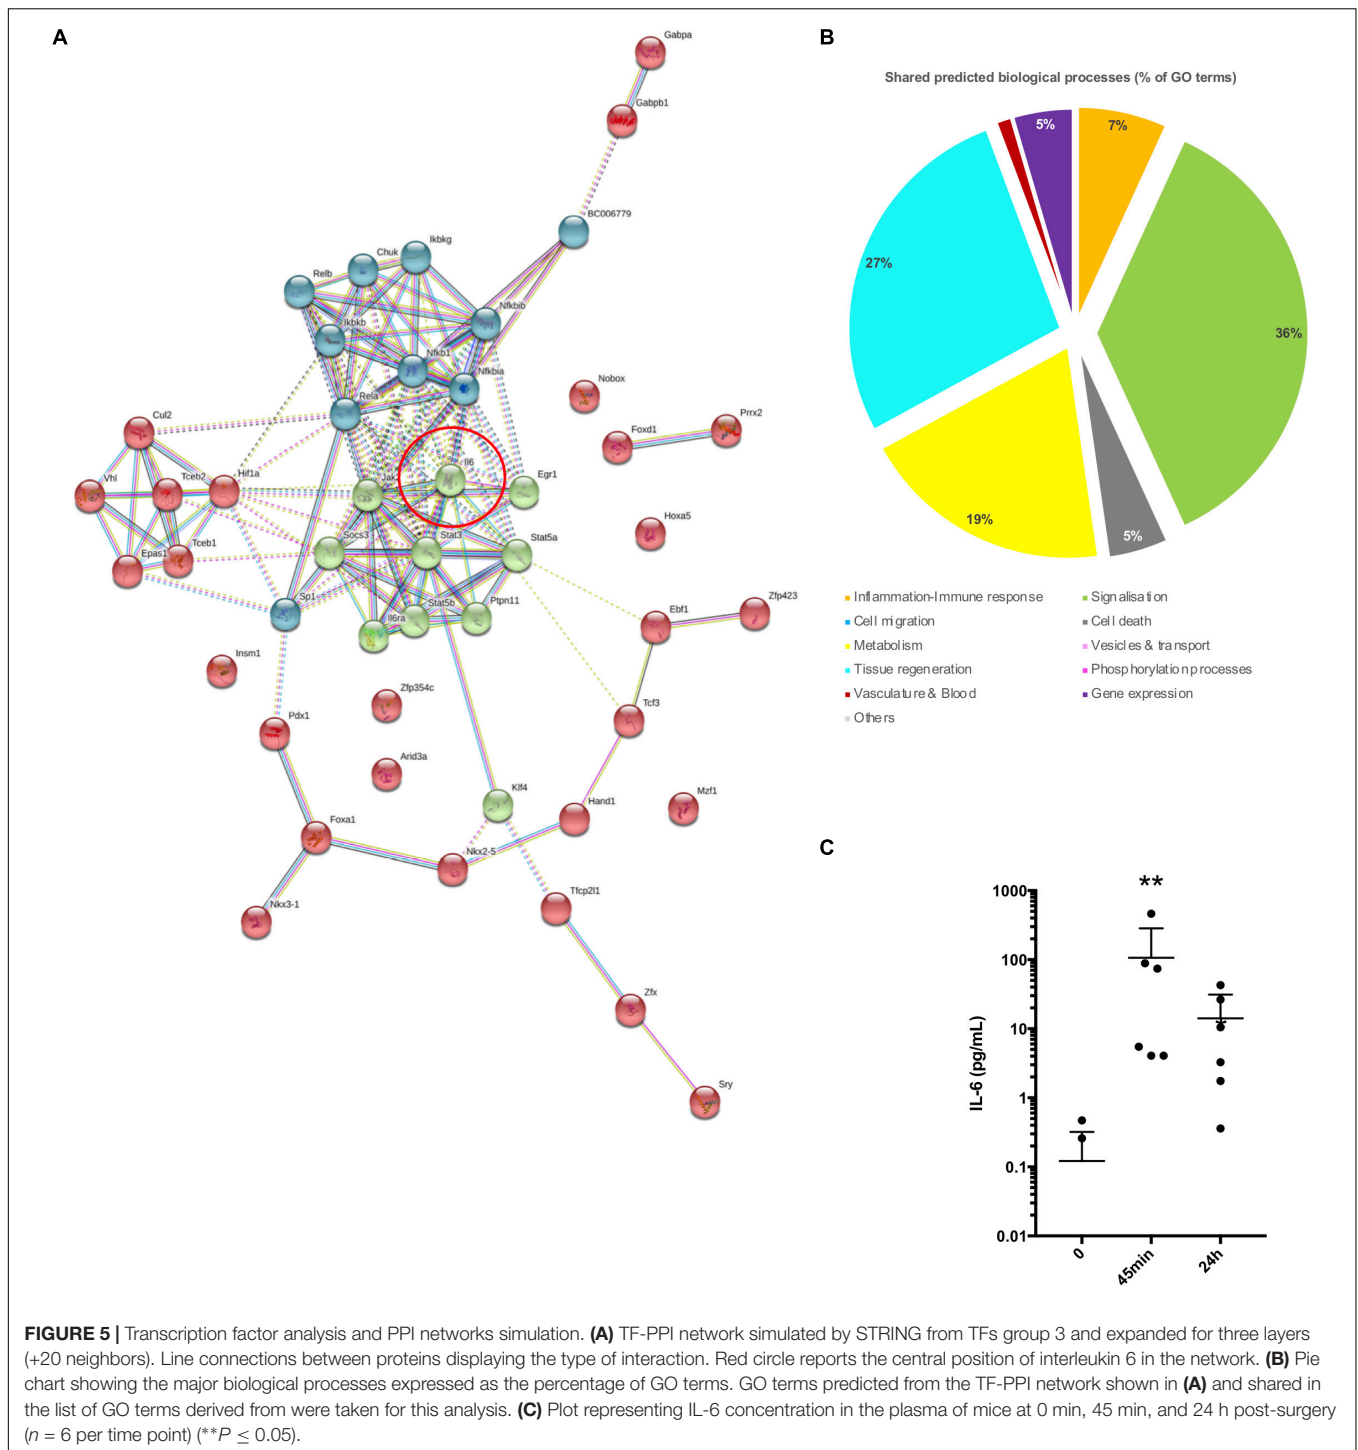 A
Gabpa
Gabpb1
BC006779
Ikbkg
Chuk
Relb
Nfkbib
Ikbkb
Nfkb1
Nfkbia
Rela
Nobox
Prrx2
Foxd1
Cul2
Il6
Egr1
Vhl
Tceb2
Hif1a
Jak2
Hoxa5
Socs3
Stat3
Stat5a
Epas1
Tceb1
Sp1
Stat5b
Ptpn11
Il6ra
Ebf1
Zfp423
Insm1
Zfp354c
Tcf3
Pdx1
Arid3a
Klf4
Hand1
Mzf1
Foxa1
Nkx2-5
Nkx3-1
Tfcp2l1
Zfx
Sry
B
Shared predicted biological processes (% of GO terms)
5%
7%
27%
36%
19%
5%
Inflammation-Immune response
Signalisation
Cell migration
Cell death
Metabolism
Vesicles & transport
Tissue regeneration
Phosphorylation processes
Vasculature & Blood
Gene expression
Others
C
**
1000
100
10
1
0.1
0.01
IL-6 (pg/mL)
0
45min
24h
FIGURE 5 | Transcription factor analysis and PPI networks simulation. (A) TF-PPI network simulated by STRING from TFs group 3 and expanded for three layers
(+20 neighbors). Line connections between proteins displaying the type of interaction. Red circle reports the central position of interleukin 6 in the network. (B) Pie
chart showing the major biological processes expressed as the percentage of GO terms. GO terms predicted from the TF-PPI network shown in (A) and shared in
the list of GO terms derived from were taken for this analysis. (C) Plot representing IL-6 concentration in the plasma of mice at 0 min, 45 min, and 24 h post-surgery
(n = 6 per time point) (**P ≤ 0.05).